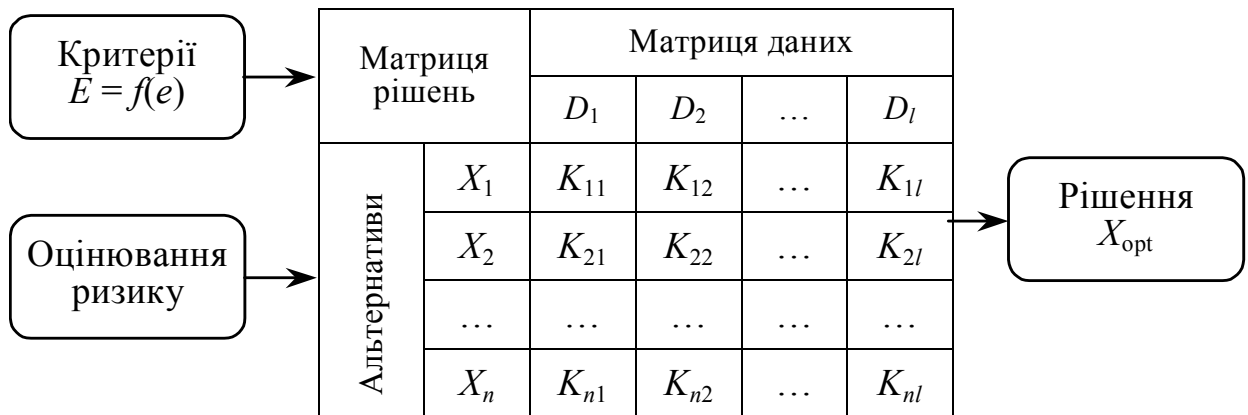 Критерії
E = f(e)
Оцінювання
ризику
Матриця
рішень
Матриця даних
D₁ D₂ … Dₗ
Альтернативи
X₁ K₁₁ K₁₂ … K₁ₗ
X₂ K₂₁ K₂₂ … K₂ₗ
… … … … …
Xₙ Kₙ₁ Kₙ₂ … Kₙₗ
Рішення
Xopt